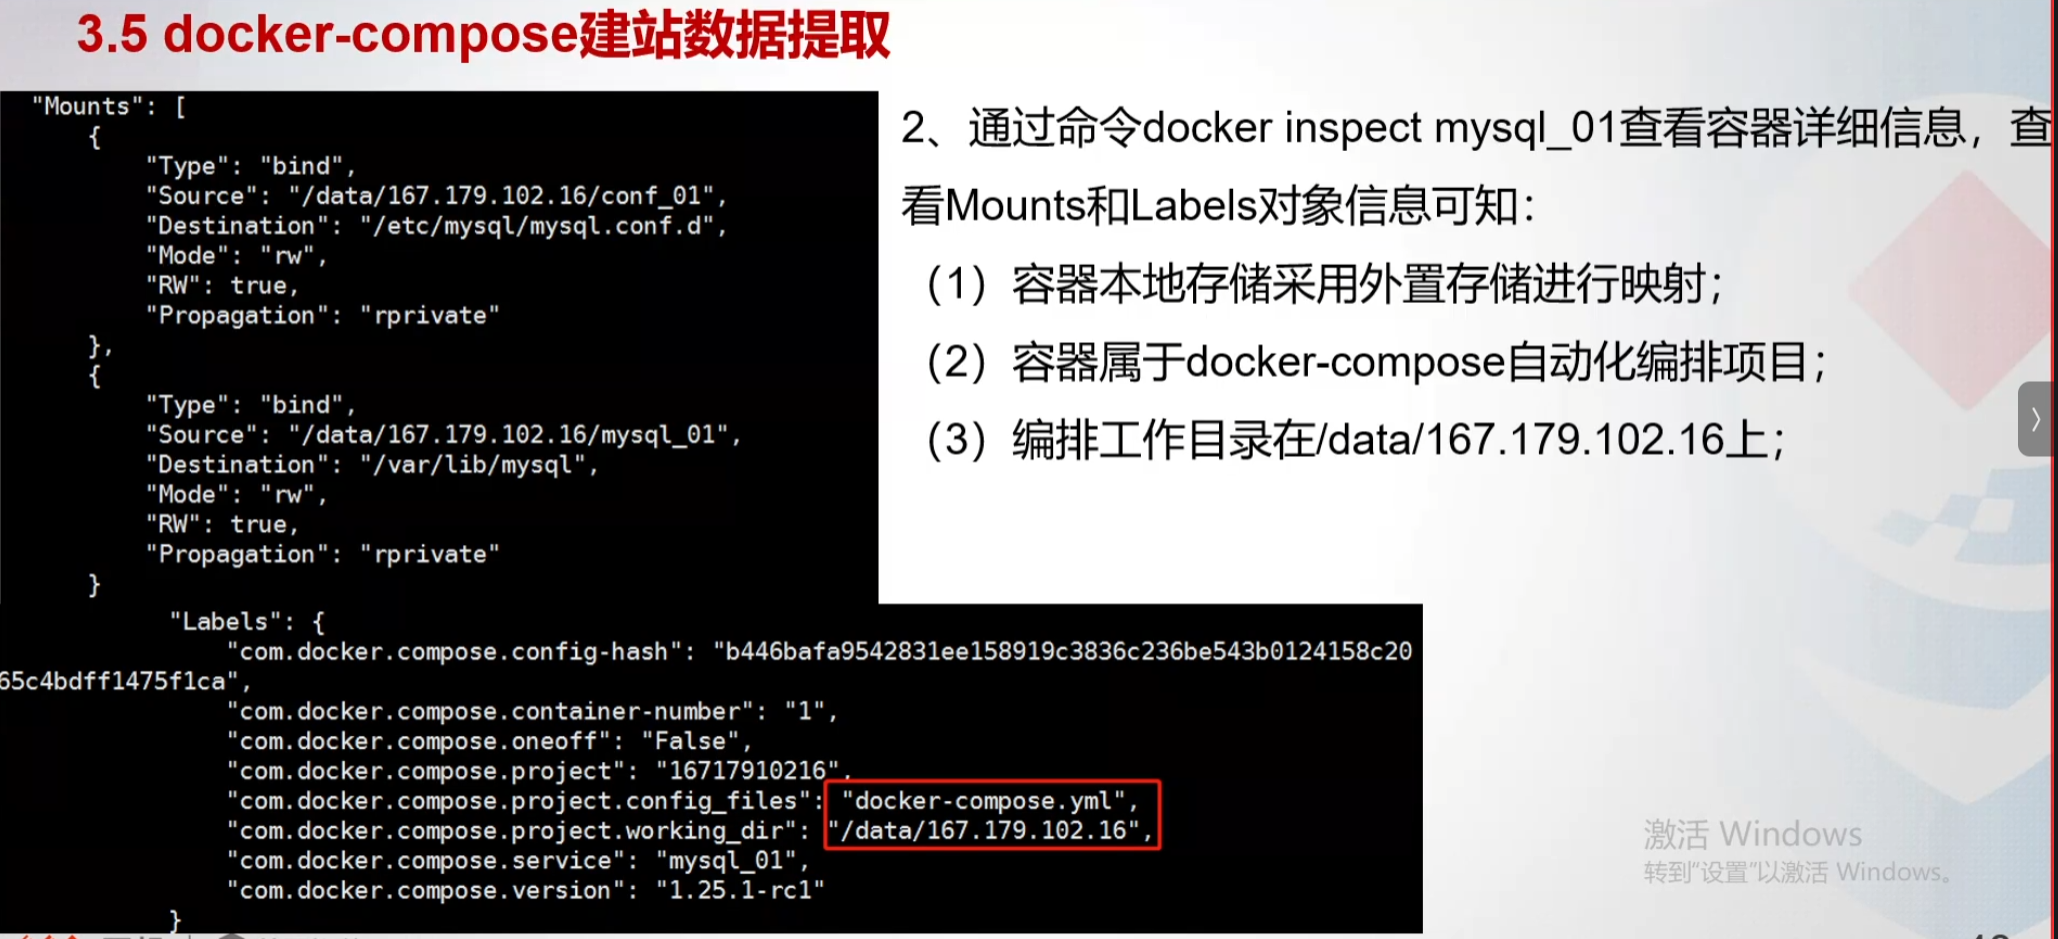 3.5 docker-compose建站数据提取
"Mounts": [
{
"Type": "bind",
"Source": "/data/167.179.102.16/conf_01",
"Destination": "/etc/mysql/mysql.conf.d",
"Mode": "rw",
"RW": true,
"Propagation": "rprivate"
},
{
"Type": "bind",
"Source": "/data/167.179.102.16/mysql_01",
"Destination": "/var/lib/mysql",
"Mode": "rw",
"RW": true,
"Propagation": "rprivate"
}
"Labels": {
"com.docker.compose.config-hash": "b446bafa9542831ee158919c3836c236be543b0124158c20
65c4bdff1475f1ca",
"com.docker.compose.container-number": "1",
"com.docker.compose.oneoff": "False",
"com.docker.compose.project": "16717910216",
"com.docker.compose.project.config_files": "docker-compose.yml",
"com.docker.compose.project.working_dir": "/data/167.179.102.16",
"com.docker.compose.service": "mysql_01",
"com.docker.compose.version": "1.25.1-rc1"
}
2、通过命令docker inspect mysql_01查看容器详细信息，查
看Mounts和Labels对象信息可知：
（1）容器本地存储采用外置存储进行映射；
（2）容器属于docker-compose自动化编排项目；
（3）编排工作目录在/data/167.179.102.16上；
激活 Windows
转到"设置"以激活 Windows。